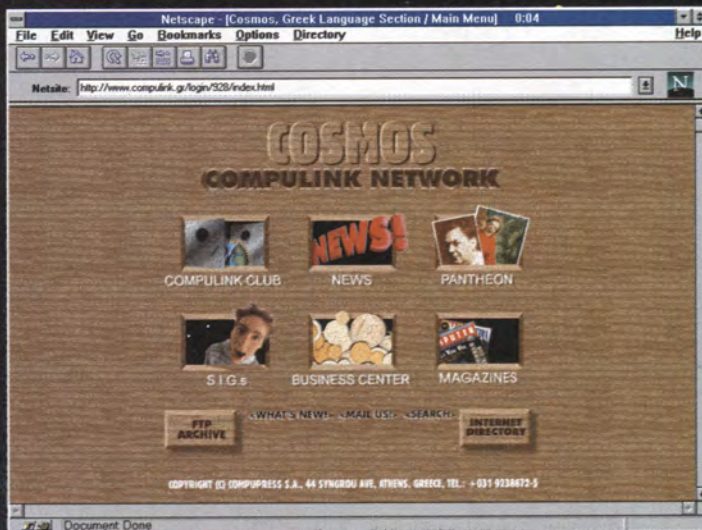 Netscape - [Cosmos, Greek Language Section / Main Menu] 0:04
File Edit View Go Bookmarks Options Directory Help
Netsite: http://www.compulink.gr/login/928/index.html
N
COSMOS
COMPULINK NETWORK
NEWS!
COMPULINK CLUB NEWS PANTHEON
S.I.G.s BUSINESS CENTER MAGAZINES
FTP ARCHIVE
<WHAT'S NEW!> <MAIL US!> <SEARCH>
INTERNET DIRECTORY
COPYRIGHT (C) COMPUPRESS S.A., 44 SYNGROU AVE, ATHENS, GREECE, TEL.: +031 9238672-5
Document Done